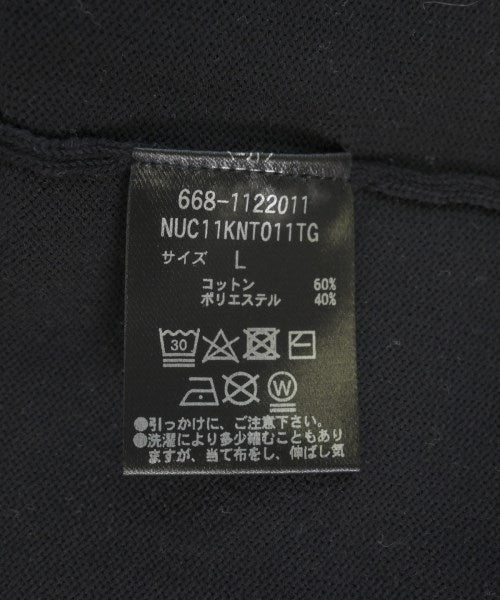 668-1122011
NUC11KNT011TG
サイズ L
コットン 60%
ポリエステル 40%
30
W
●引っかけに、ご注意下さい。
●洗濯により多少縮むこともあり
ますが、当て布をし、伸ばし気